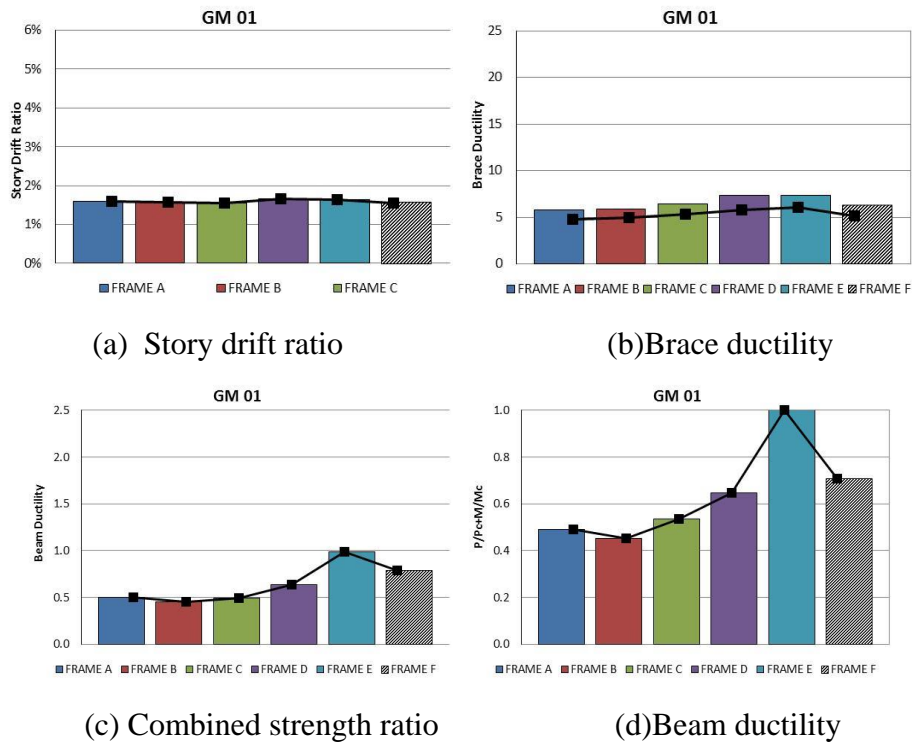 GM 01
6%
5%
4%
3%
2%
1%
0%
Story Drift Ratio
FRAME A FRAME B FRAME C
(a) Story drift ratio
GM 01
25
20
15
10
5
0
Brace Ductility
FRAME A FRAME B FRAME C FRAME D FRAME E FRAME F
(b)Brace ductility
GM 01
2.5
2.0
1.5
1.0
0.5
0.0
Beam Ductility
FRAME A FRAME B FRAME C FRAME D FRAME E FRAME F
(c) Combined strength ratio
GM 01
1.0
0.8
0.6
0.4
0.2
0.0
P/Pc+M/Mc
FRAME A FRAME B FRAME C FRAME D FRAME E FRAME F
(d)Beam ductility